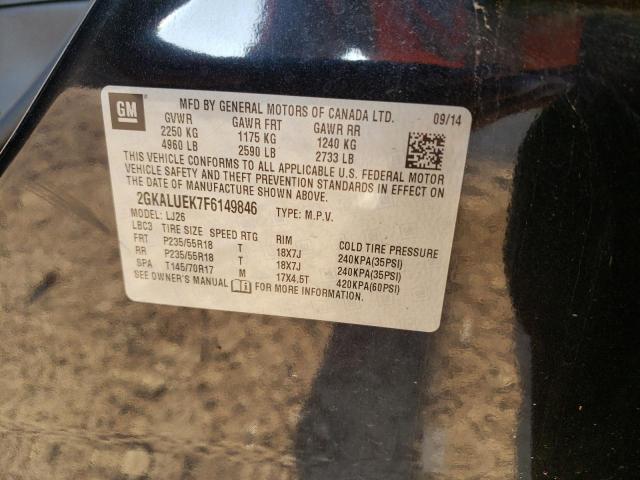 GM
MFD BY GENERAL MOTORS OF CANADA LTD. 09/14
GVWR GAWR FRT GAWR RR
2250 KG 1175 KG 1240 KG
4960 LB 2590 LB 2733 LB
THIS VEHICLE CONFORMS TO ALL APPLICABLE U.S. FEDERAL MOTOR
VEHICLE SAFETY AND THEFT PREVENTION STANDARDS IN EFFECT ON
THE DATE OF MANUFACTURE SHOWN ABOVE.
2GKALUEK7F6149846 TYPE: M.P.V.
MODEL: LJ26
LBC3 TIRE SIZE SPEED RTG RIM COLD TIRE PRESSURE
FRT P235/55R18 T 18X7J 240KPA(35PSI)
RR P235/55R18 T 18X7J 240KPA(35PSI)
SPA T145/70R17 M 17X4.5T 420KPA(60PSI)
SEE OWNER'S MANUAL FOR MORE INFORMATION.